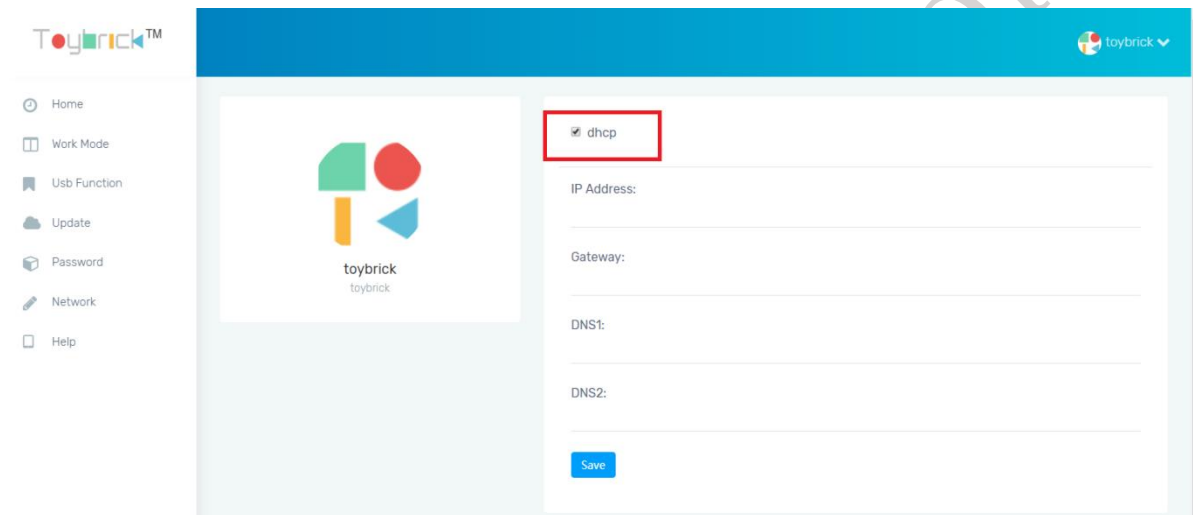 Toybrick™
toybrick
Home
Work Mode
Usb Function
Update
Password
Network
Help
toybrick
toybrick
dhcp
IP Address:
Gateway:
DNS1:
DNS2:
Save